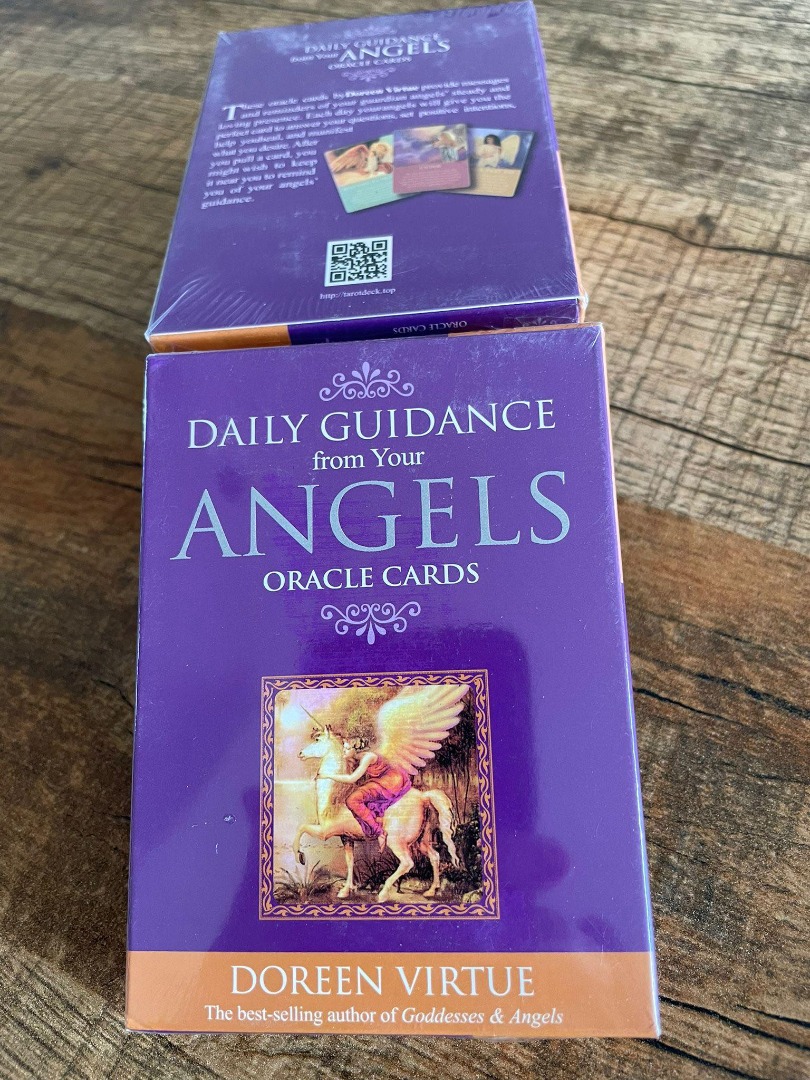 DAILY GUIDANCE
from Your
ANGELS
ORACLE CARDS
These oracle cards by Doreen Virtue provide messages
and reminders of your guardian angels' steady and
loving presence. Each day yourangels will give you the
perfect card to answer your questions, set positive intentions,
help youheal, and manifest
what you desire. After
you pull a card, you
might wish to keep
it near you to remind
you of your angels'
guidance.
http://tarotdeck.top
ORACLE CARDS
DAILY GUIDANCE
from Your
ANGELS
ORACLE CARDS
DOREEN VIRTUE
The best-selling author of Goddesses & Angels